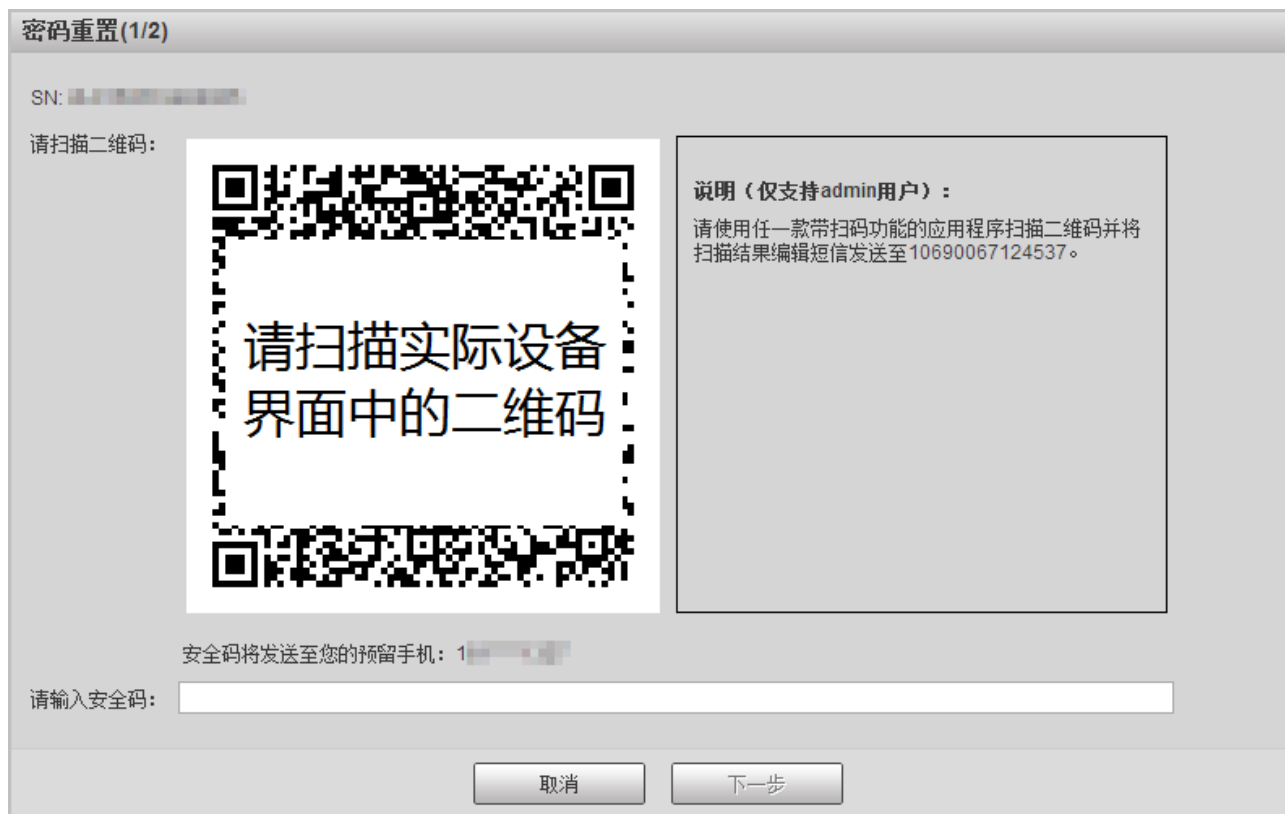 密码重置(1/2)
SN:
请扫描二维码：
请扫描实际设备
界面中的二维码
说明（仅支持admin用户）：
请使用任一款带扫码功能的应用程序扫描二维码并将
扫描结果编辑短信发送至10690067124537。
安全码将发送至您的预留手机：1
请输入安全码：
取消
下一步